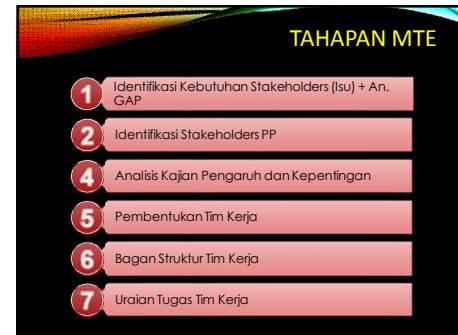 TAHAPAN MTE
1
Identifikasi Kebutuhan Stakeholders (Isu) + An.
GAP
2
Identifikasi Stakeholders PP
4
Analisis Kajian Pengaruh dan Kepentingan
5
Pembentukan Tim Kerja
6
Bagan Struktur Tim Kerja
7
Uraian Tugas Tim Kerja